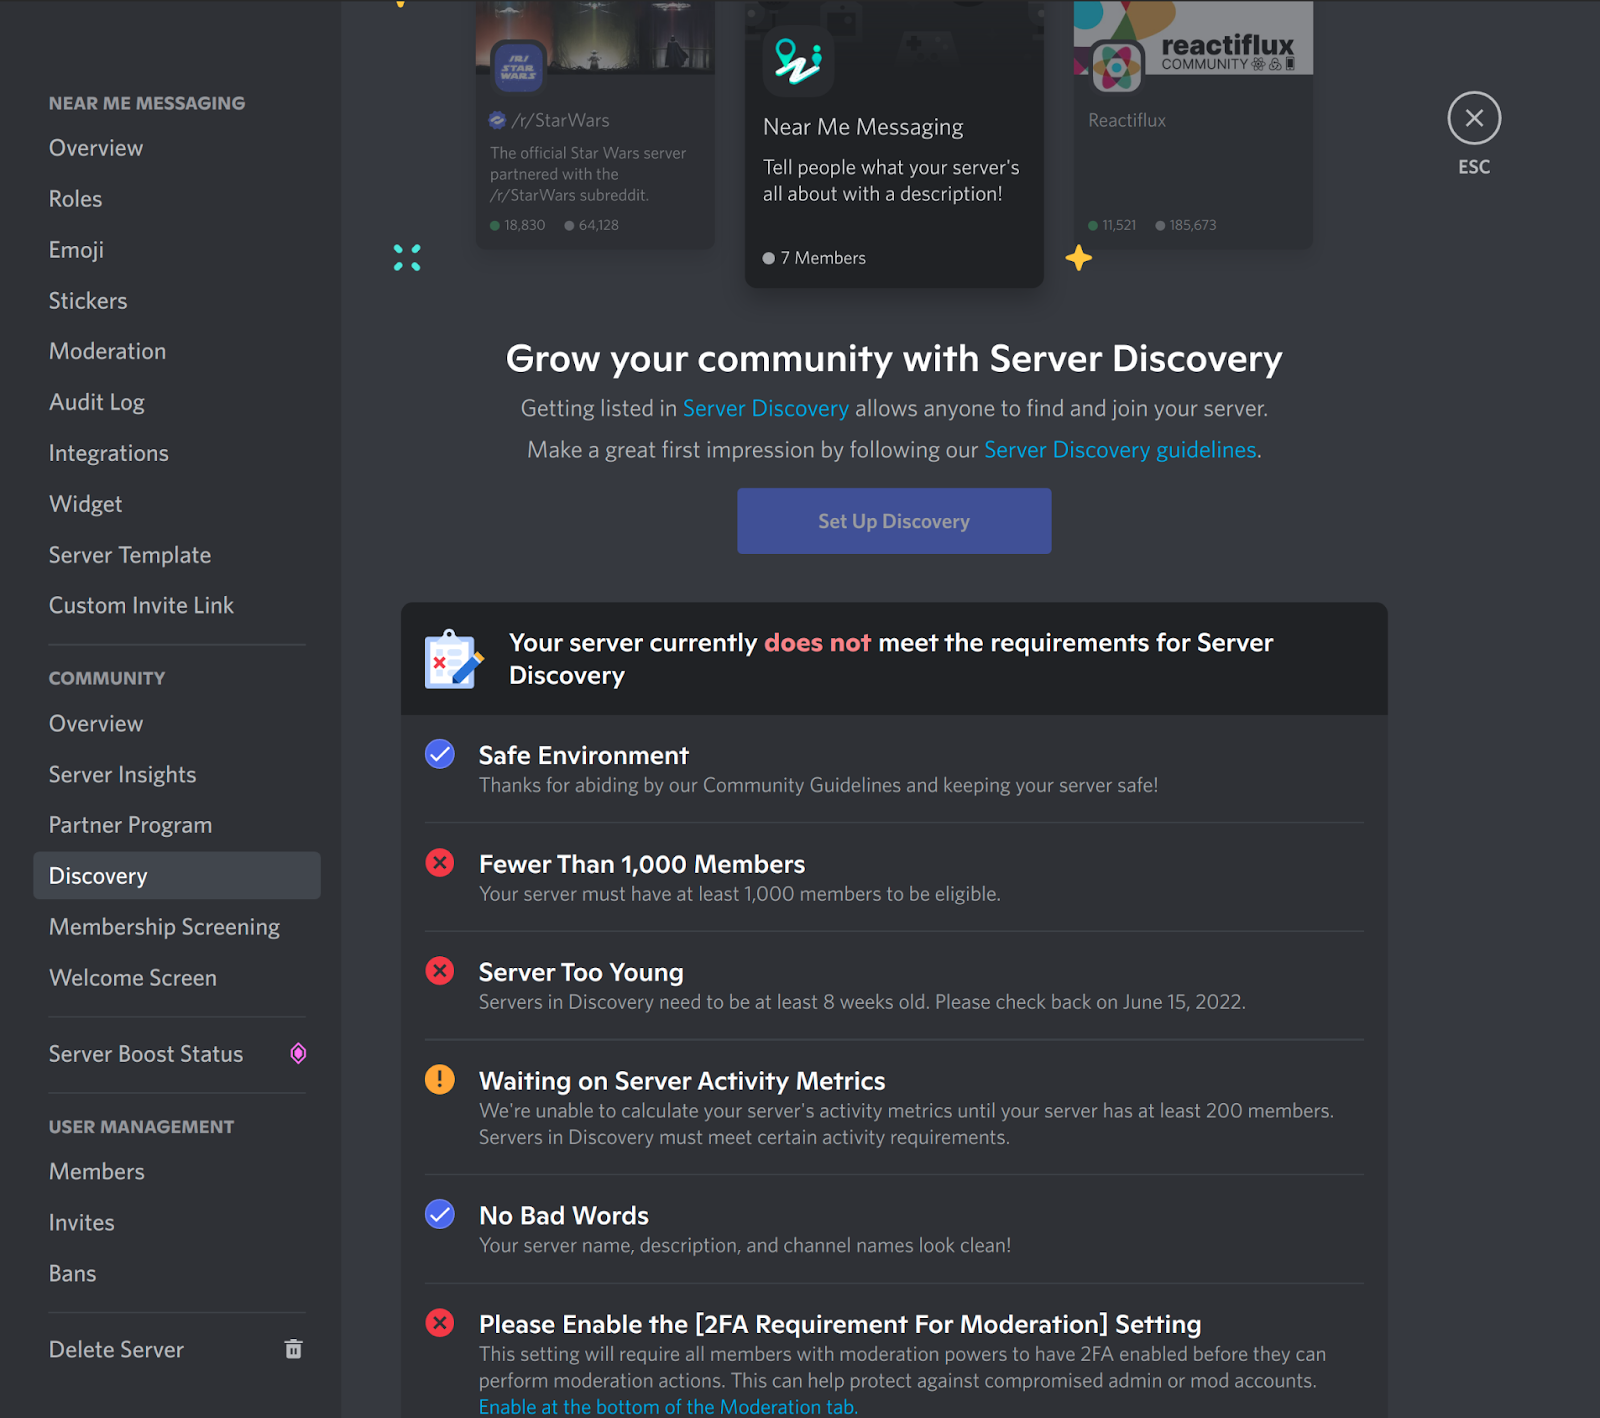 NEAR ME MESSAGING
Overview
Roles
Emoji
Stickers
Moderation
Audit Log
Integrations
Widget
Server Template
Custom Invite Link
COMMUNITY
Overview
Server Insights
Partner Program
Discovery
Membership Screening
Welcome Screen
Server Boost Status
USER MANAGEMENT
Members
Invites
Bans
Delete Server
/R/
STAR
WARS
/r/StarWars
The official Star Wars server
partnered with the
/r/StarWars subreddit.
18,830 64,128
Near Me Messaging
Tell people what your server's
all about with a description!
7 Members
reactiflux
COMMUNITY
Reactiflux
11,521 185,673
ESC
Grow your community with Server Discovery
Getting listed in Server Discovery allows anyone to find and join your server.
Make a great first impression by following our Server Discovery guidelines.
Set Up Discovery
Your server currently does not meet the requirements for Server
Discovery
Safe Environment
Thanks for abiding by our Community Guidelines and keeping your server safe!
Fewer Than 1,000 Members
Your server must have at least 1,000 members to be eligible.
Server Too Young
Servers in Discovery need to be at least 8 weeks old. Please check back on June 15, 2022.
Waiting on Server Activity Metrics
We're unable to calculate your server's activity metrics until your server has at least 200 members.
Servers in Discovery must meet certain activity requirements.
No Bad Words
Your server name, description, and channel names look clean!
Please Enable the [2FA Requirement For Moderation] Setting
This setting will require all members with moderation powers to have 2FA enabled before they can
perform moderation actions. This can help protect against compromised admin or mod accounts.
Enable at the bottom of the Moderation tab.